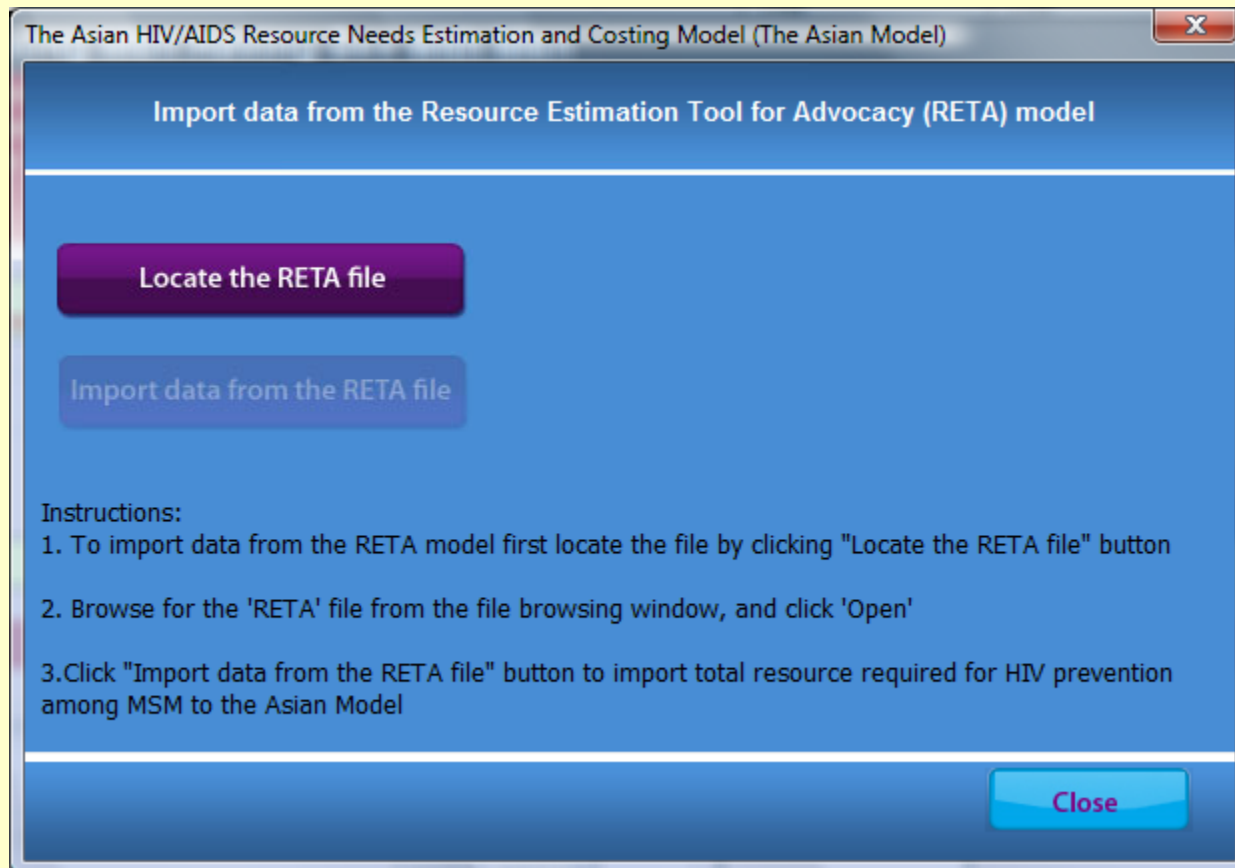 The Asian HIV/AIDS Resource Needs Estimation and Costing Model (The Asian Model)
Import data from the Resource Estimation Tool for Advocacy (RETA) model
Locate the RETA file
Import data from the RETA file
Instructions:
1. To import data from the RETA model first locate the file by clicking "Locate the RETA file" button
2. Browse for the 'RETA' file from the file browsing window, and click 'Open'
3.Click "Import data from the RETA file" button to import total resource required for HIV prevention
among MSM to the Asian Model
Close